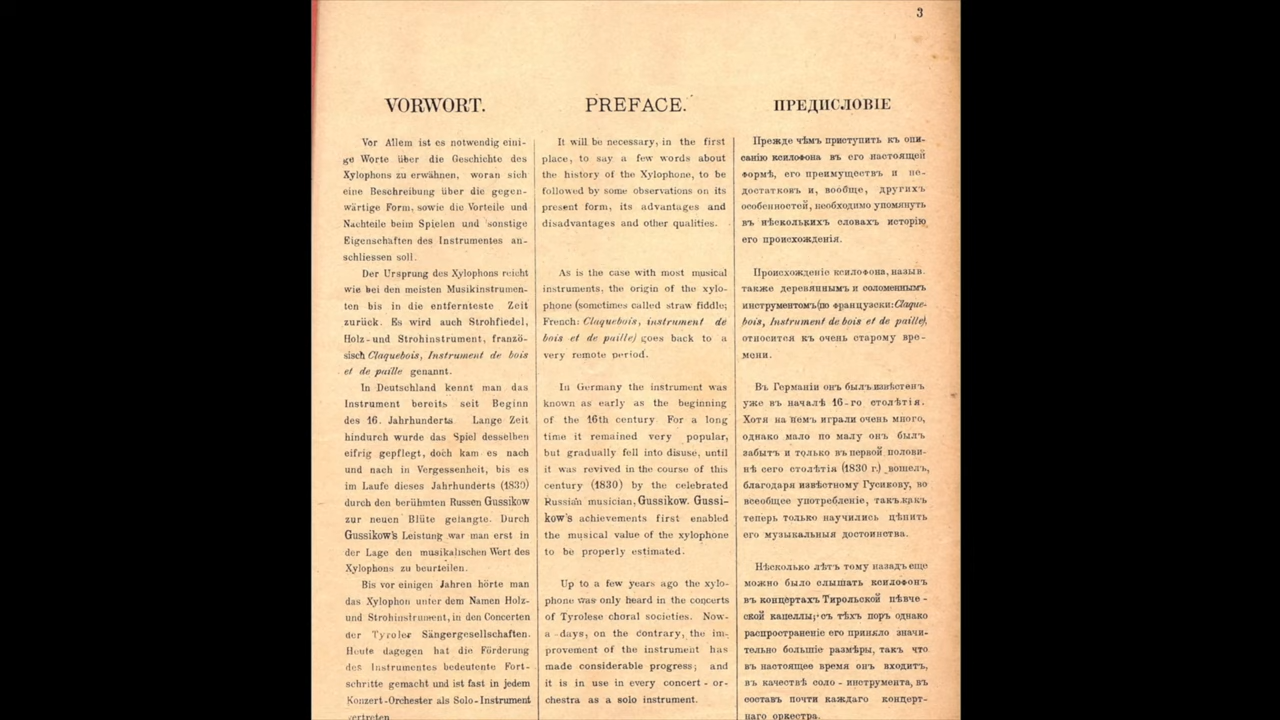 3
VORWORT.
Vor Allem ist es notwendig eini-
ge Worte über die Geschichte des
Xylophons zu erwähnen, woran sich
eine Beschreibung über die gegen-
wärtige Form, sowie die Vorteile und
Nachteile beim Spielen und sonstige
Eigenschaften des Instrumentes an-
schliessen soll.
Der Ursprung des Xylophons reicht
wie bei den meisten Musikinstrumen-
ten bis in die entfernteste Zeit
zurück. Es wird auch Strohfiedel,
Holz-und Strohinstrument, franzö-
sisch Claquebois, Instrument de bois
et de paille genannt.
In Deutschland kennt man das
Instrument bereits seit Beginn
des 16. Jahrhunderts. Lange Zeit
hindurch wurde das Spiel desselben
eifrig gepflegt, doch kam es nach
und nach in Vergessenheit, bis es
im Laufe dieses Jahrhunderts (1830)
durch den berühmten Russen Gussikow
zur neuen Blüte gelangte. Durch
Gussikow's Leistung war man erst in
der Lage den musikalischen Wert des
Xylophons zu beurteilen.
Bis vor einigen Jahren hörte man
das Xylophon unter dem Namen Holz-
und Strohinstrument, in den Concerten
der Tyroler Sängergesellschaften.
Heute dagegen hat die Förderung
des Instrumentes bedeutente Fort-
schritte gemacht und ist fast in jedem
Konzert-Orchester als Solo-Instrument
vertreten
PREFACE.
It will be necessary, in the first
place, to say a few words about
the history of the Xylophone, to be
followed by some observations on its
present form, its advantages and
disadvantages and other qualities.
As is the case with most musical
instruments, the origin of the xylo-
phone (sometimes called straw fiddle;
French: Claquebois, instrument de
bois et de paille) goes back to a
very remote period.
In Germany the instrument was
known as early as the beginning
of the 16th century. For a long
time it remained very popular,
but gradually fell into disuse, until
it was revived in the course of this
century (1830) by the celebrated
Russian musician, Gussikow. Gussi-
kow's achievements first enabled
the musical value of the xylophone
to be properly estimated.
Up to a few years ago the xylo-
phone was only heard in the concerts
of Tyrolese choral societies. Now-
a-days, on the contrary, the im-
provement of the instrument has
made considerable progress; and
it is in use in every concert-or-
chestra as a solo instrument.
ПРЕДИСЛОВІЕ
Прежде чѣмъ приступить къ опи-
санію ксилофона въ его настоящей
формѣ, его преимуществъ и не-
достатковъ и, вообще, другихъ
особенностей, необходимо упомянуть
въ нѣсколькихъ словахъ исторію
его происхожденія.
Происхожденіе ксилофона, назыв.
также деревяннымъ и соломеннымъ
инструментомъ (по французски: Claque-
bois, Instrument de bois et de paille),
относится къ очень старому вре-
мени.
Въ Германіи онъ былъ извѣстенъ
уже въ началѣ 16-го столѣтія.
Хотя на немъ играли очень много,
однако мало по малу онъ былъ
забытъ и только въ первой полови-
нѣ сего столѣтія (1830 г.) вошелъ,
благодаря извѣстному Гусикову, во
всеобщее употребленіе, такъ как
теперь только научились цѣнить
его музыкальныя достоинства.
Нѣсколько лѣтъ тому назадъ еще
можно было слышать ксилофонъ
въ концертахъ Тирольской пѣвче-
ской капеллы; съ тѣхъ поръ однако
распространеніе его приняло значи-
тельно большіе размѣры, такъ что
въ настоящее время онъ входитъ,
въ качествѣ соло-инструмента, въ
составъ почти каждаго концерт-
наго оркестра.